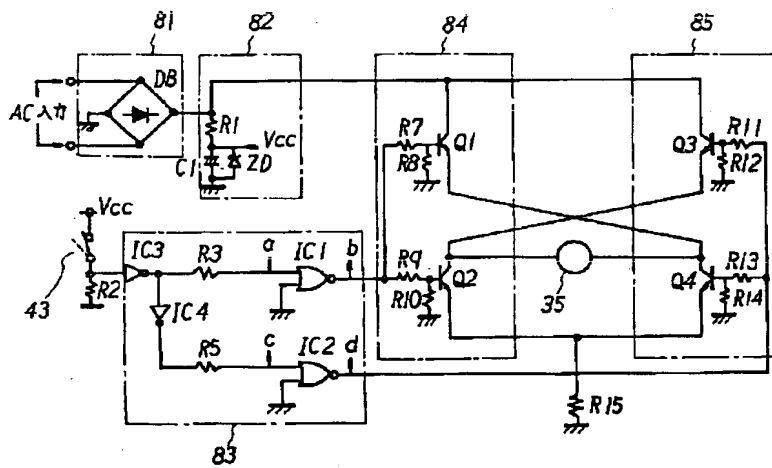 81
82
84
85
DB
AC入力
R1
Vcc
C1
ZD
R7
R8
Q1
Q3
R11
R12
Vcc
43
R2
IC3
R3
a
IC1
b
R9
R10
Q2
35
Q4
R13
R14
IC4
R5
c
IC2
d
R15
83